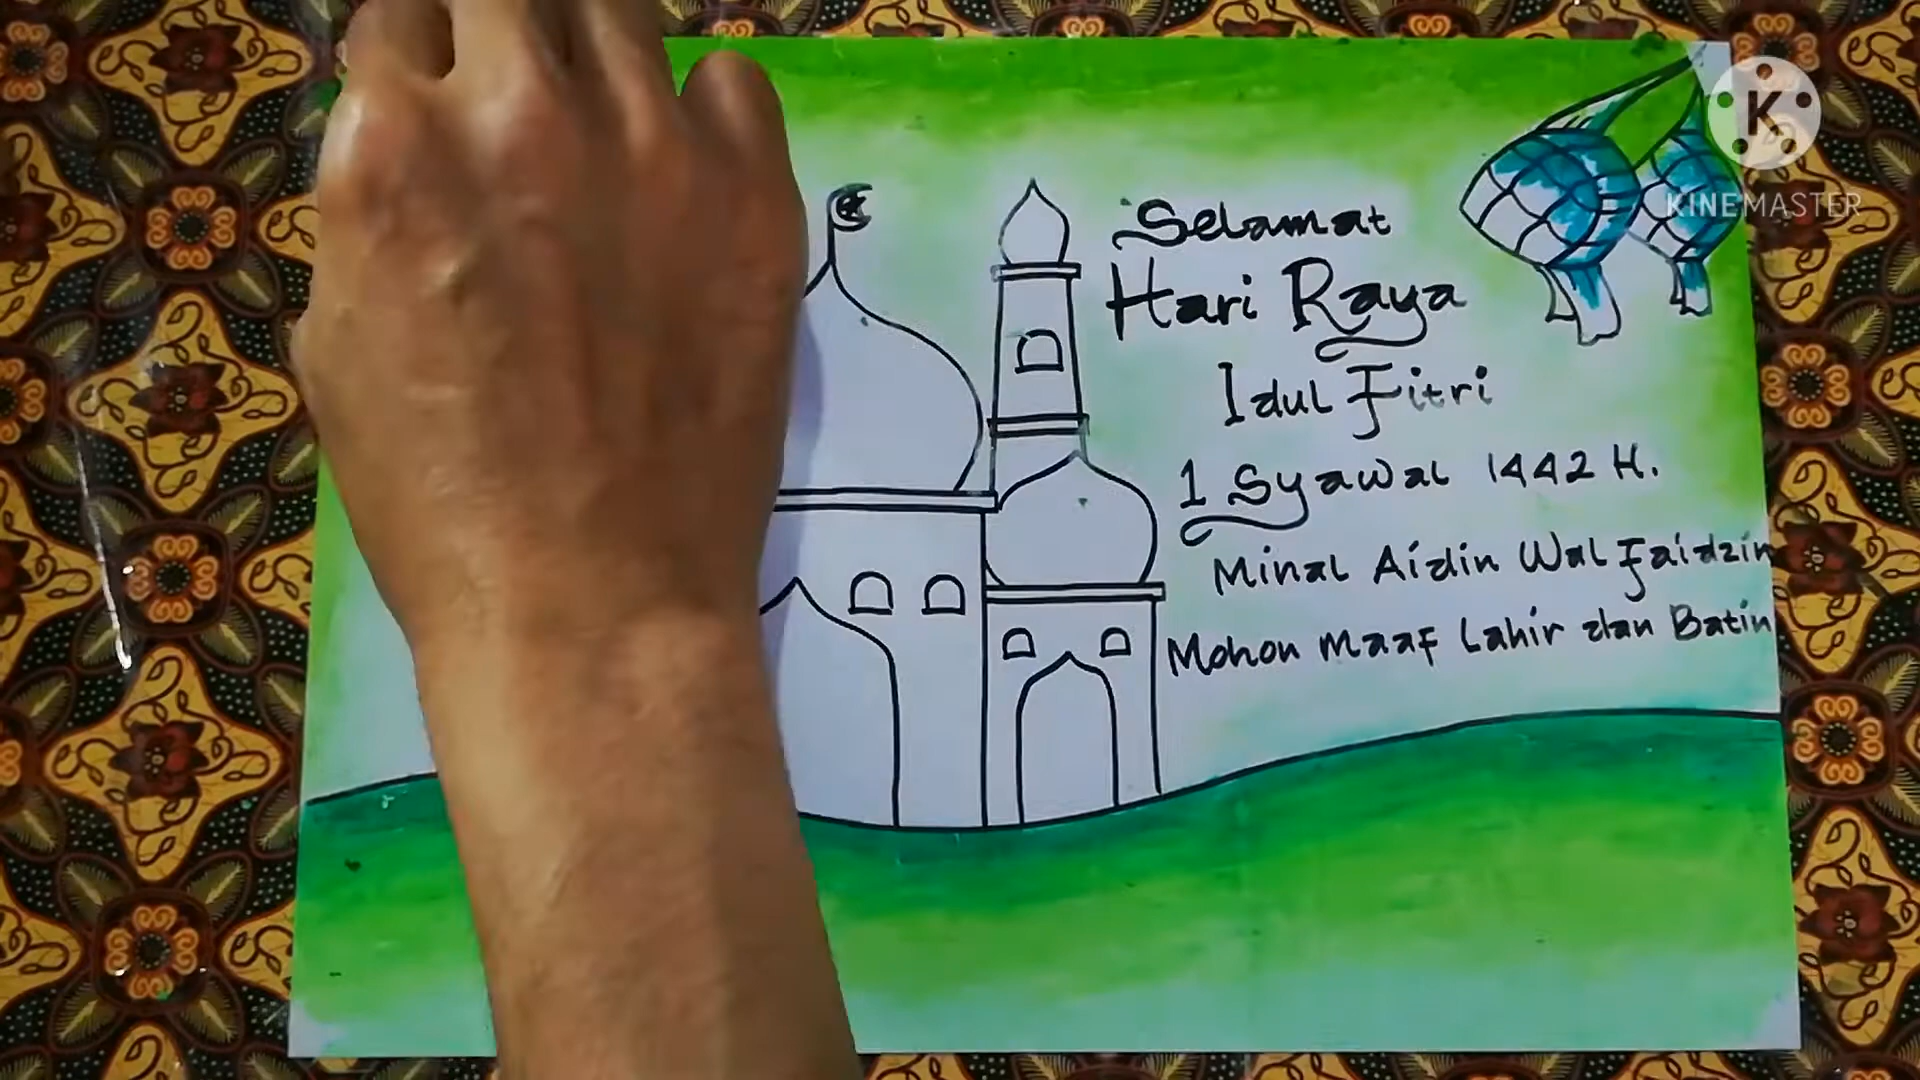 Selamat
Hari Raya
Idul Fitri
1 Syawal 1442 H.
Minal Aidin Wal Faidzin
Mohon Maaf Lahir dan Batin
K
KINEMASTER